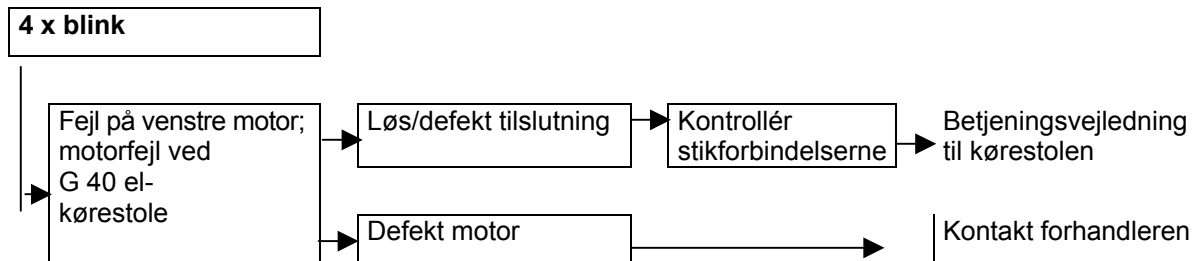 4 x blink
Fejl på venstre motor;
motorfejl ved
G 40 el-
kørestole
Løs/defekt tilslutning
Kontrollér
stikforbindelserne
Betjeningsvejledning
til kørestolen
Defekt motor
Kontakt forhandleren